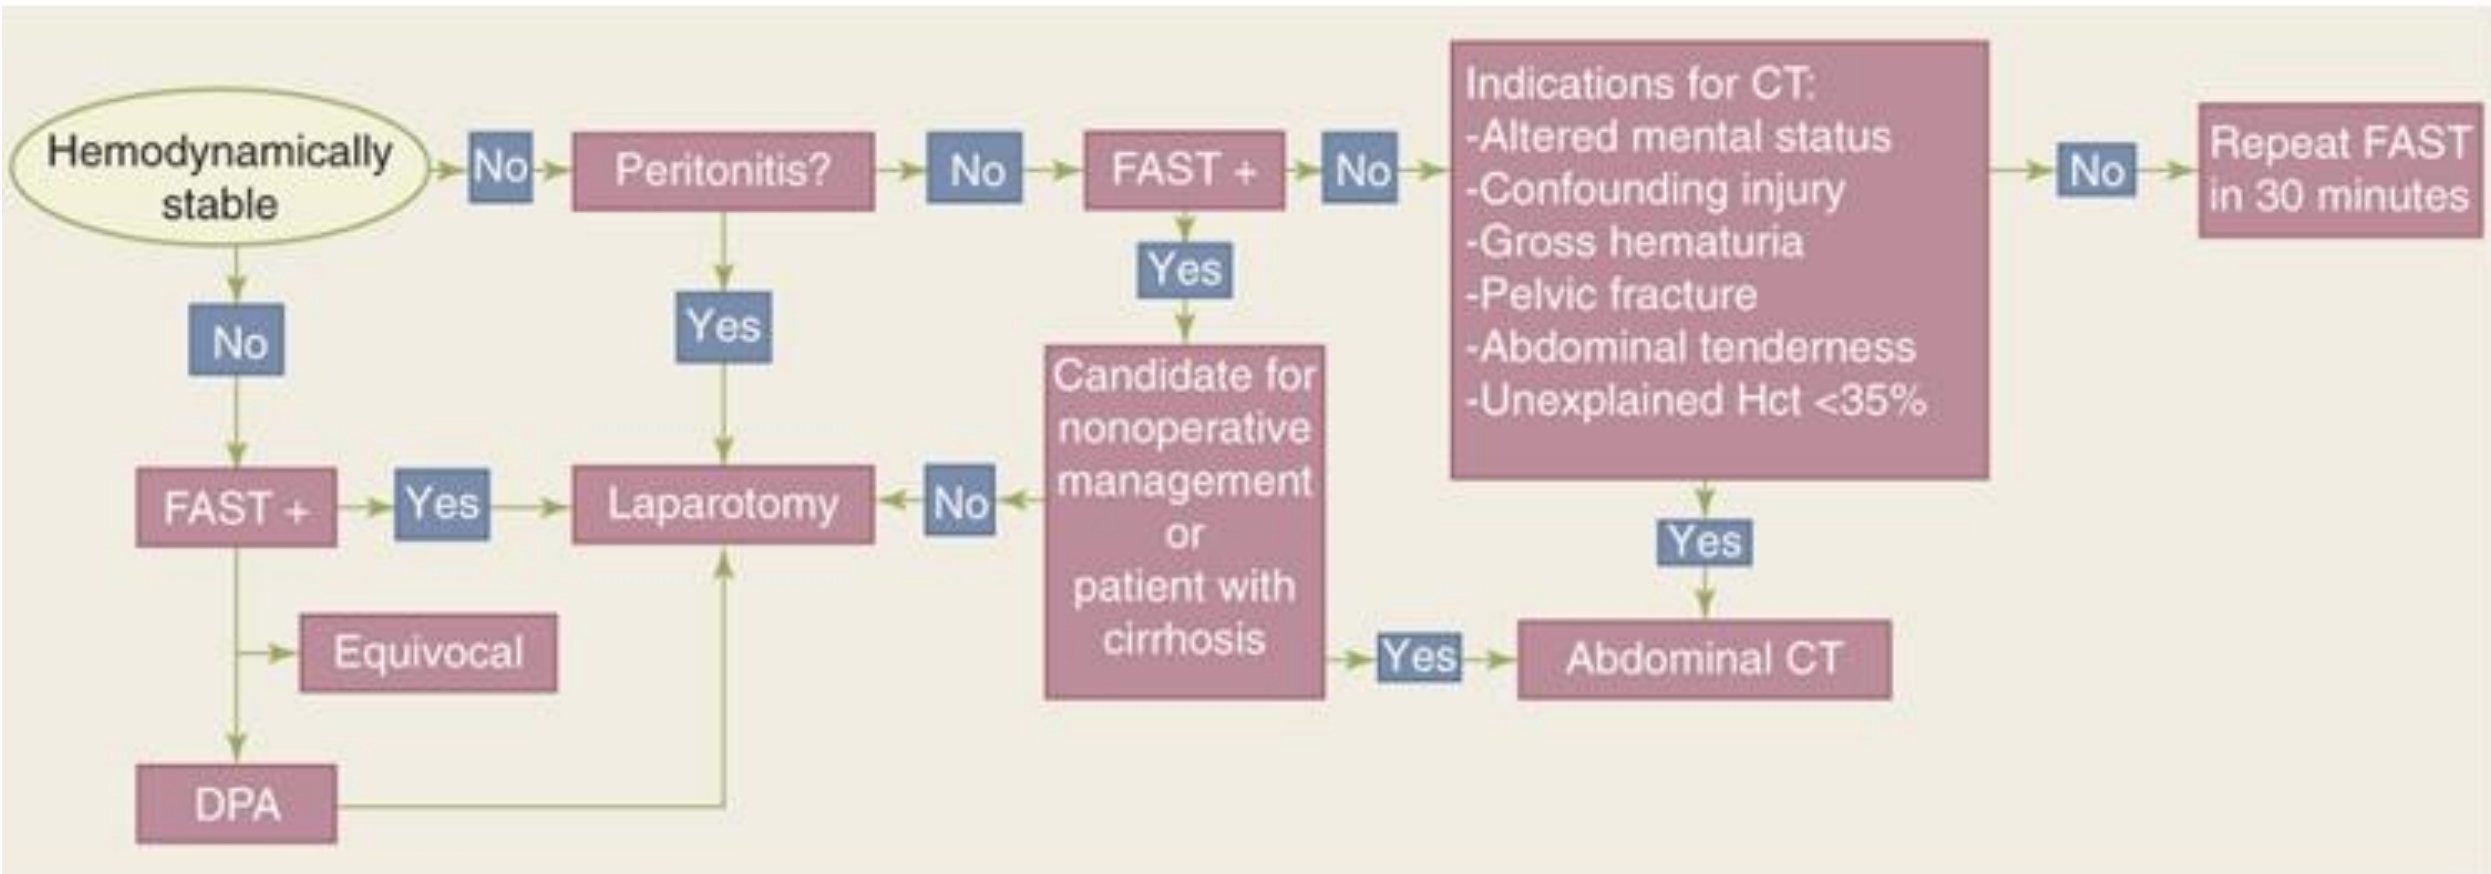 Hemodynamically
stable
No
Peritonitis?
No
FAST +
No
Indications for CT:
-Altered mental status
-Confounding injury
-Gross hematuria
-Pelvic fracture
-Abdominal tenderness
-Unexplained Hct <35%
No
Repeat FAST
in 30 minutes
No
Yes
Yes
FAST +
Yes
Laparotomy
No
Candidate for
nonoperative
management
or
patient with
cirrhosis
Yes
Equivocal
Yes
Abdominal CT
DPA